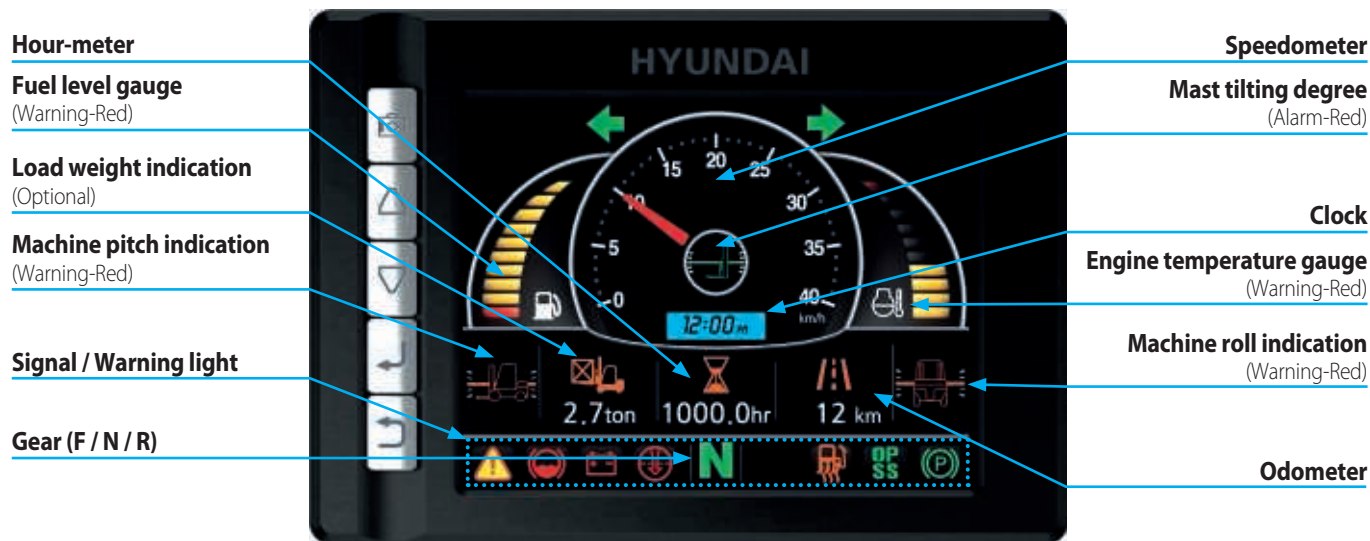 Hour-meter
Fuel level gauge
(Warning-Red)
Load weight indication
(Optional)
Machine pitch indication
(Warning-Red)
Signal / Warning light
Gear (F / N / R)
HYUNDAI
0
5
10
15
20
25
30
35
40
km/h
12:00
2.7ton
1000.0hr
12 km
N
OP
SS
(P)
Speedometer
Mast tilting degree
(Alarm-Red)
Clock
Engine temperature gauge
(Warning-Red)
Machine roll indication
(Warning-Red)
Odometer